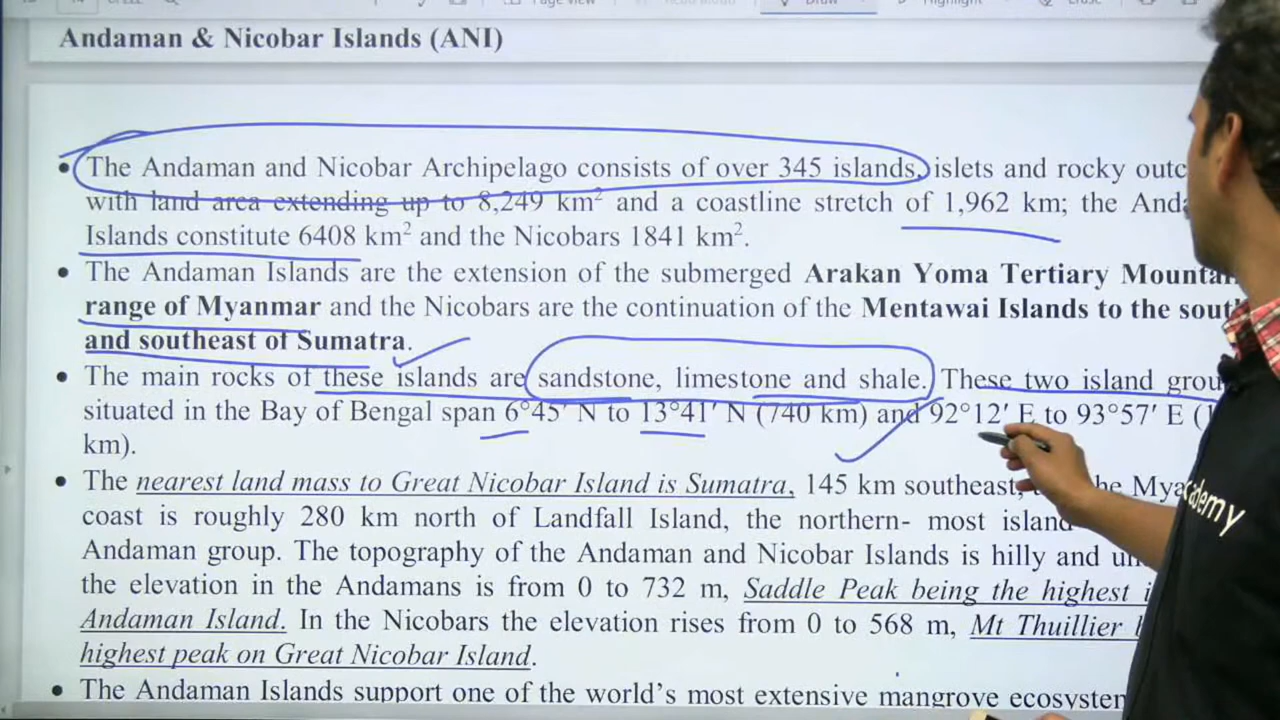 Andaman & Nicobar Islands (ANI)
• The Andaman and Nicobar Archipelago consists of over 345 islands, islets and rocky outc
with land area extending up to 8,249 km² and a coastline stretch of 1,962 km; the Anda
Islands constitute 6408 km² and the Nicobars 1841 km².
• The Andaman Islands are the extension of the submerged Arakan Yoma Tertiary Mountai
range of Myanmar and the Nicobars are the continuation of the Mentawai Islands to the sout
and southeast of Sumatra.
• The main rocks of these islands are sandstone, limestone and shale. These two island grou
situated in the Bay of Bengal span 6°45′ N to 13°41′ N (740 km) and 92°12′ E to 93°57′ E (1
km).
• The nearest land mass to Great Nicobar Island is Sumatra, 145 km southeast, he Mya
coast is roughly 280 km north of Landfall Island, the northern- most island
Andaman group. The topography of the Andaman and Nicobar Islands is hilly and un
the elevation in the Andamans is from 0 to 732 m, Saddle Peak being the highest i
Andaman Island. In the Nicobars the elevation rises from 0 to 568 m, Mt Thuillier b
highest peak on Great Nicobar Island.
• The Andaman Islands support one of the world's most extensive mangrove ecosystem
ademy